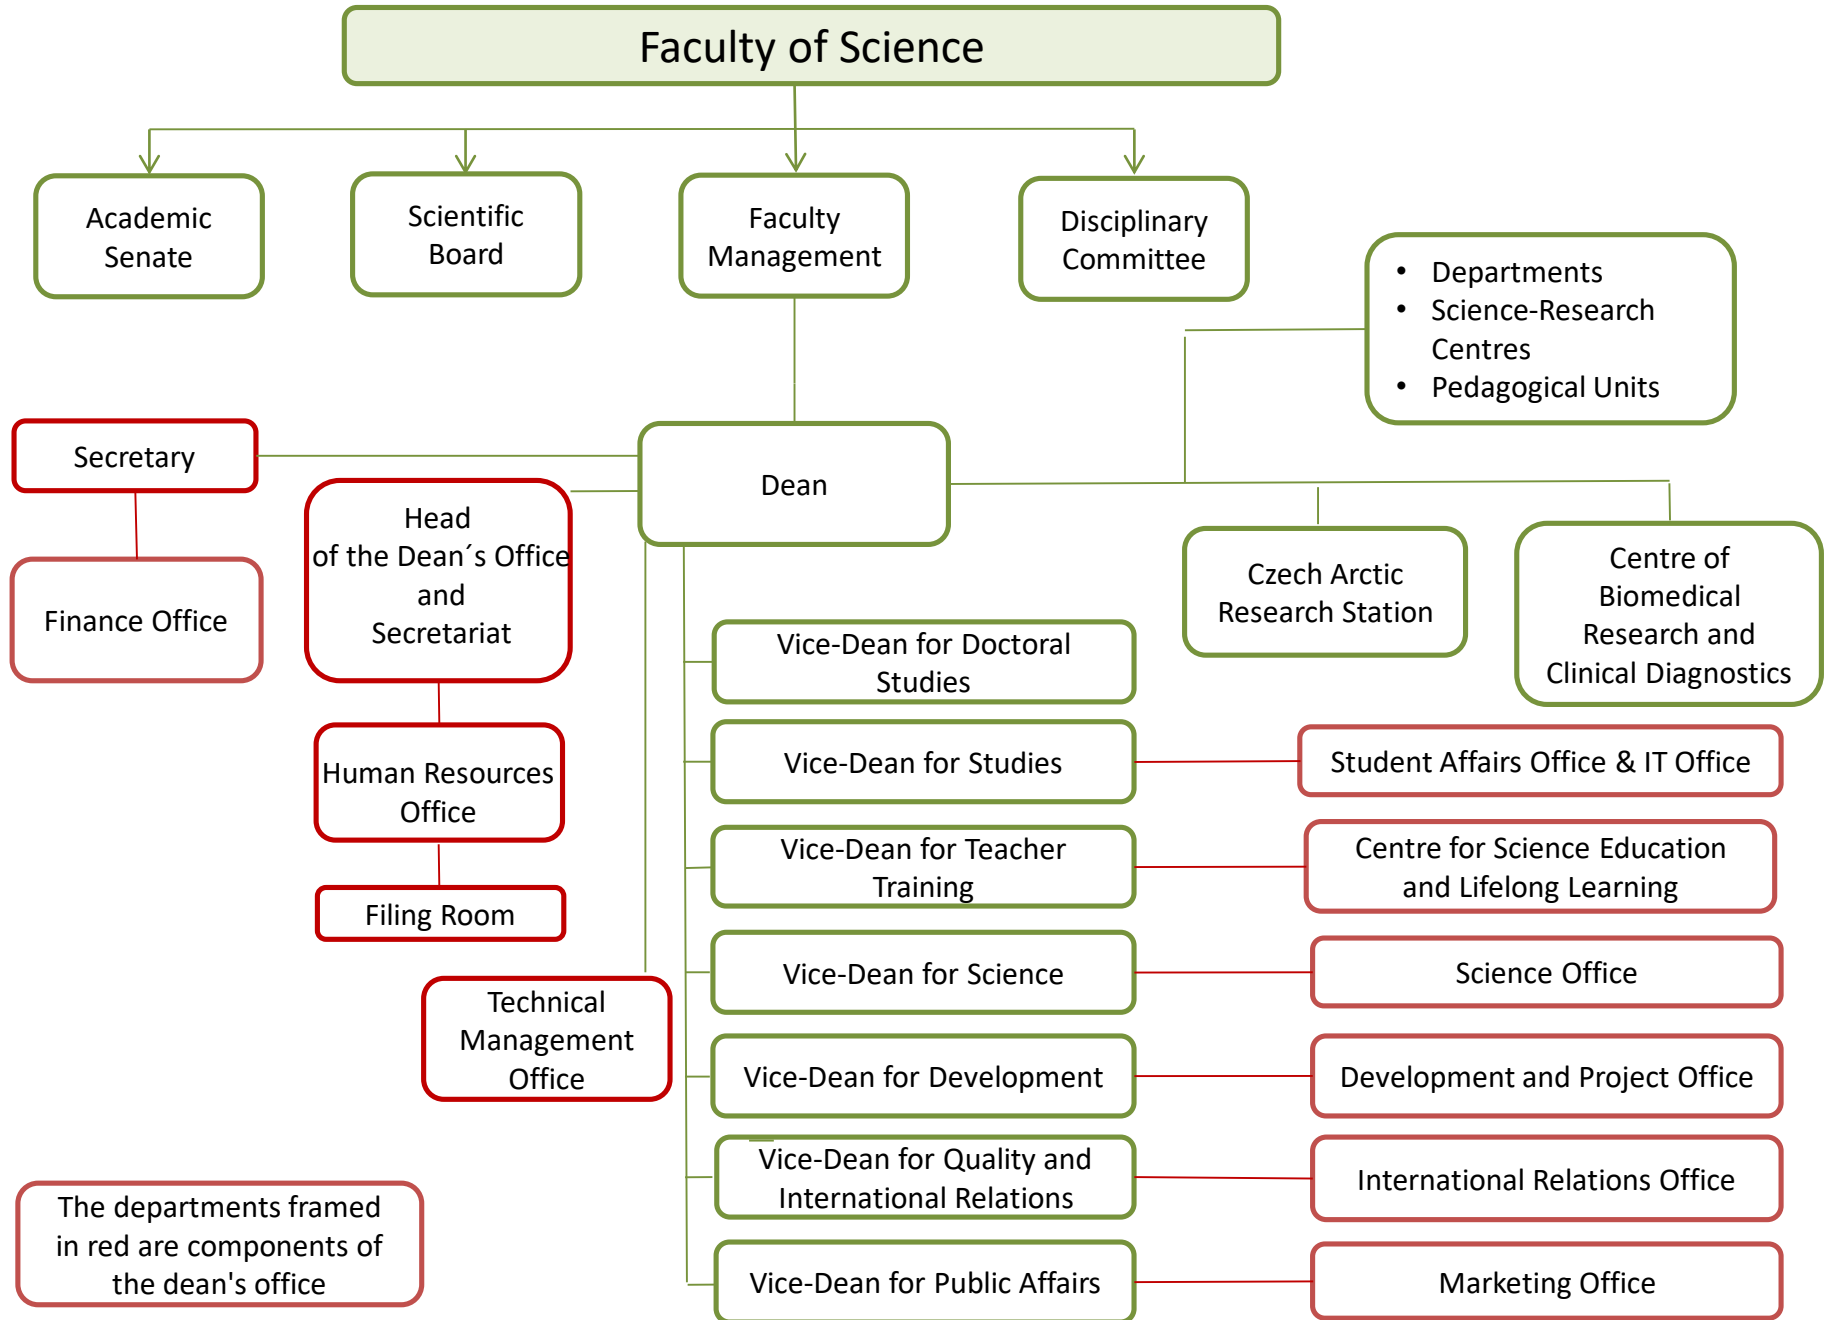 Faculty of Science
Academic
Senate
Scientific
Board
Faculty
Management
Disciplinary
Committee
• Departments
• Science-Research
Centres
• Pedagogical Units
Secretary
Dean
Head
of the Dean´s Office
and
Secretariat
Finance Office
Czech Arctic
Research Station
Centre of
Biomedical
Research and
Clinical Diagnostics
Human Resources
Office
Filing Room
Technical
Management
Office
Vice-Dean for Doctoral
Studies
Vice-Dean for Studies
Student Affairs Office & IT Office
Vice-Dean for Teacher
Training
Centre for Science Education
and Lifelong Learning
Vice-Dean for Science
Science Office
Vice-Dean for Development
Development and Project Office
Vice-Dean for Quality and
International Relations
International Relations Office
Vice-Dean for Public Affairs
Marketing Office
The departments framed
in red are components of
the dean's office